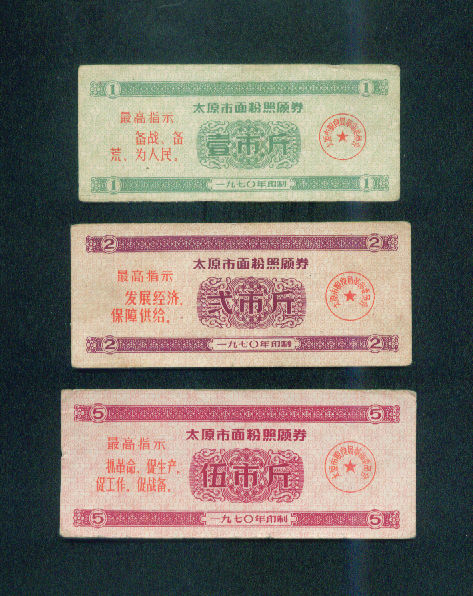 1 1
太原市面粉照顾券
最高指示
备战、备
荒、为人民。
壹市斤
1 一九七〇年印制 1
2 2
太原市面粉照顾券
最高指示
发展经济，
保障供给。
弍市斤
2 一九七〇年印制 2
5 5
太原市面粉照顾券
最高指示
抓革命，促生产，
促工作，促战备。
伍市斤
5 一九七〇年印制 5